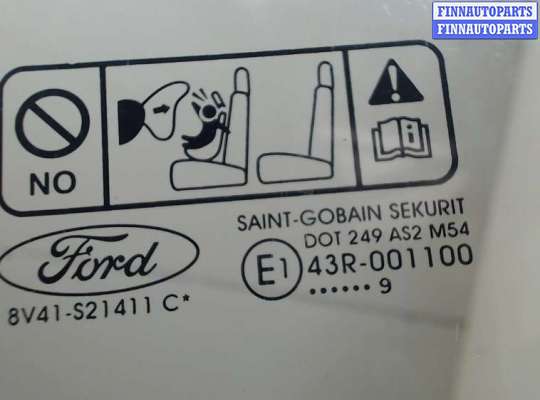 FINNAUTOPARTS
FINNAUTOPARTS
NO
Ford
8V41-S21411 C*
SAINT-GOBAIN SEKURIT
DOT 249 AS2 M54
E1 43R-001100
...... 9